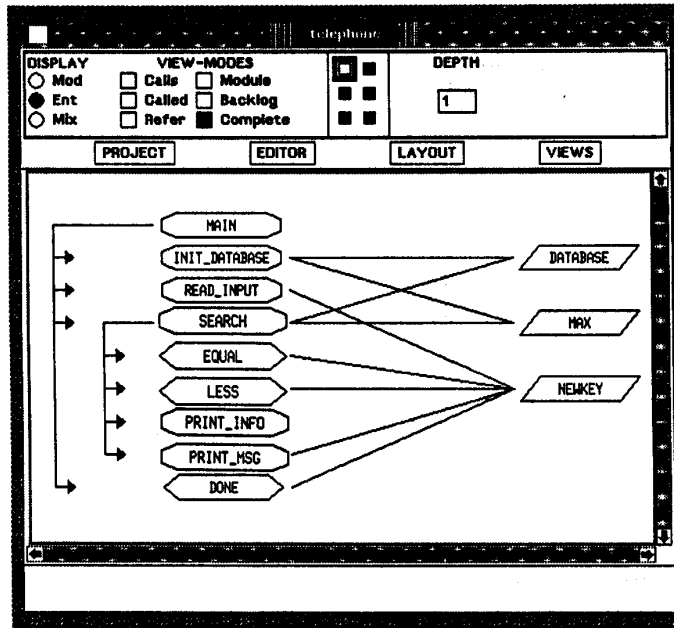 telephone
DISPLAY VIEW-MODES DEPTH
Mod Calls Module
Ent Called Backlog 1
Mix Refer Complete
PROJECT EDITOR LAYOUT VIEWS
MAIN
INIT_DATABASE DATABASE
READ_INPUT
SEARCH MAX
EQUAL
LESS NEWKEY
PRINT_INFO
PRINT_MSG
DONE